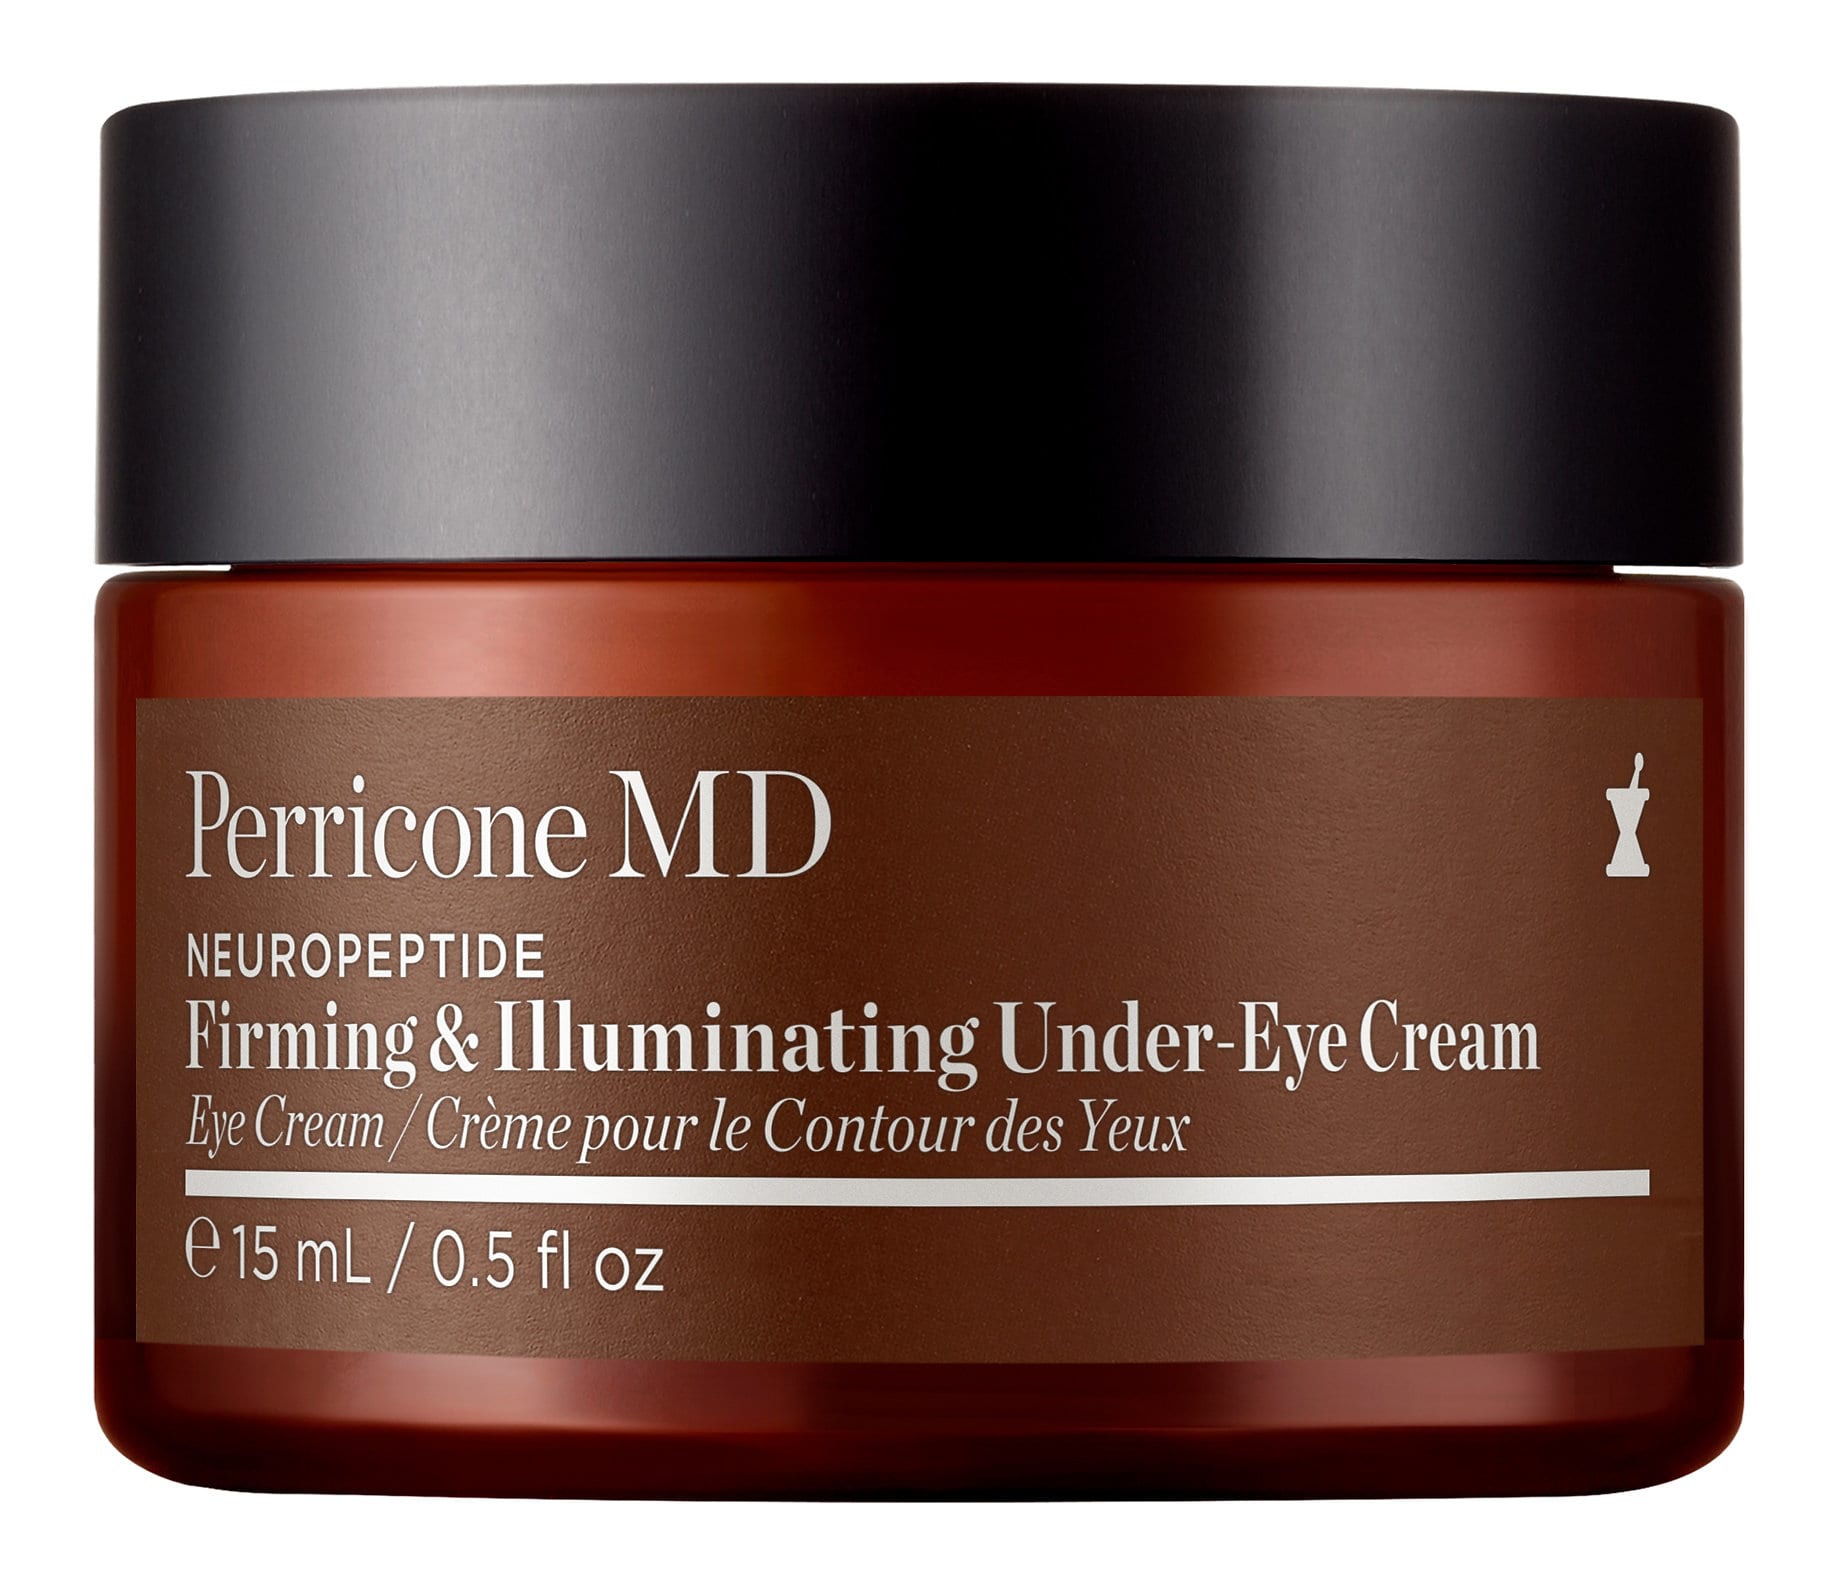 Perricone MD
NEUROPEPTIDE
Firming & Illuminating Under-Eye Cream
Eye Cream / Crème pour le Contour des Yeux
℮ 15 mL / 0.5 fl oz